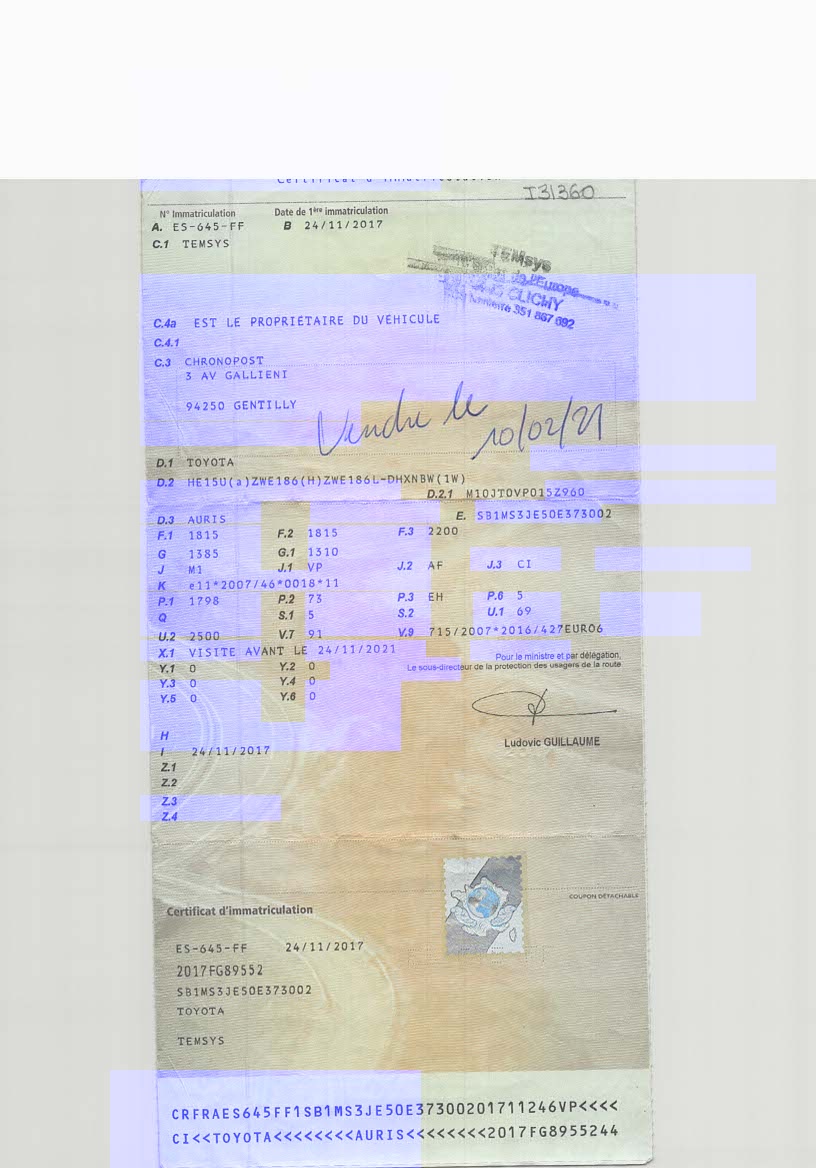 I31360
N° Immatriculation Date de 1ère immatriculation
A. ES-645-FF B 24/11/2017
C.1 TEMSYS
TEMsys
de l'Europe
CLICHY
Nanterre 351 867 692
C.4a EST LE PROPRIÉTAIRE DU VÉHICULE
C.4.1
C.3 CHRONOPOST
3 AV GALLIENI
94250 GENTILLY
Vendu le
10/02/21
D.1 TOYOTA
D.2 HE15U(a)ZWE186(H)ZWE186L-DHXNBW(1W)
D.2.1 M10JTOVP015Z960
D.3 AURIS E. SB1MS3JE50E373002
F.1 1815 F.2 1815 F.3 2200
G 1385 G.1 1310
J M1 J.1 VP J.2 AF J.3 CI
K e11*2007/46*0018*11
P.1 1798 P.2 73 P.3 EH P.6 5
Q S.1 5 S.2 U.1 69
U.2 2500 V.7 91 V.9 715/2007*2016/427EURO6
X.1 VISITE AVANT LE 24/11/2021
Pour le ministre et par délégation,
Y.1 0 Y.2 0 Le sous-directeur de la protection des usagers de la route
Y.3 0 Y.4 0
Y.5 0 Y.6 0
H
Ludovic GUILLAUME
I 24/11/2017
Z.1
Z.2
Z.3
Z.4
COUPON DÉTACHABLE
Certificat d'immatriculation
ES-645-FF 24/11/2017
2017FG89552
SB1MS3JE50E373002
TOYOTA
TEMSYS
CRFRAES645FF1SB1MS3JE50E37300201711246VP<<<<
CI<<TOYOTA<<<<<<<<AURIS<<<<<<<<2017FG8955244